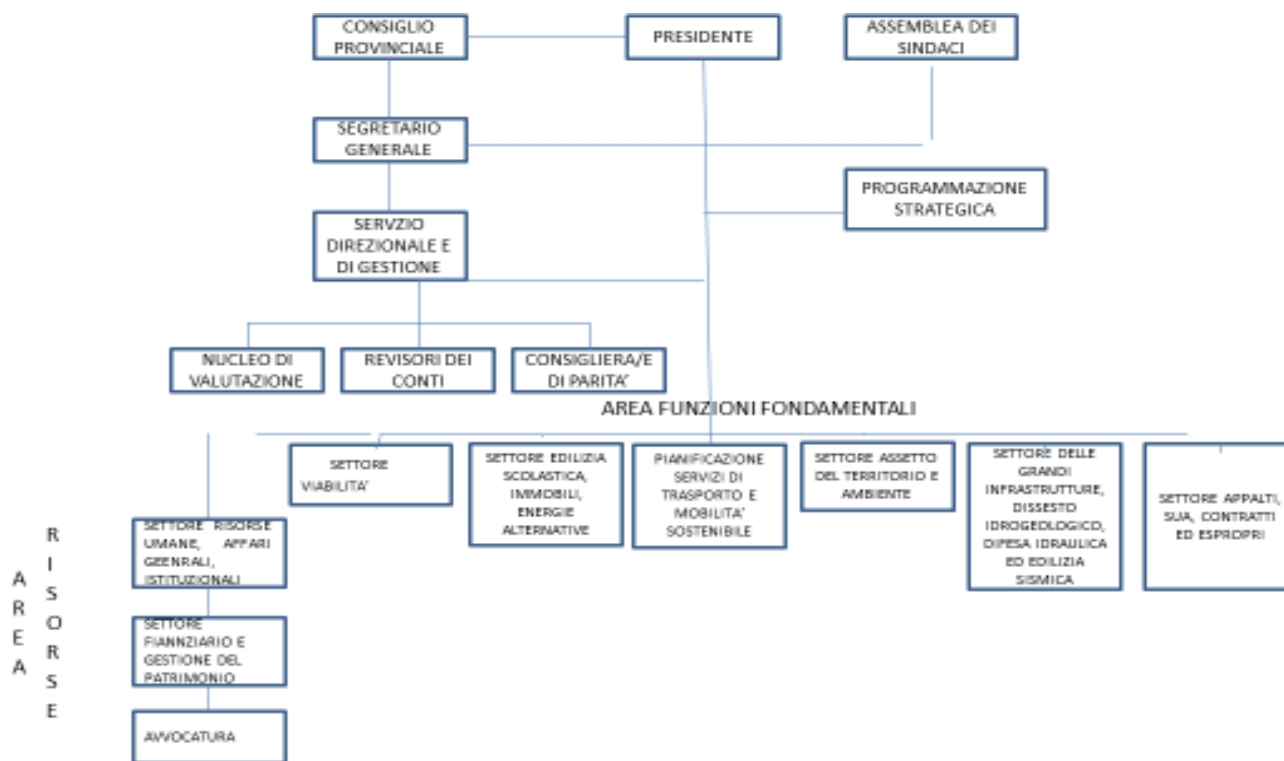 CONSIGLIO
PROVINCIALE
PRESIDENTE
ASSEMBLEA DEI
SINDACI
SEGRETARIO
GENERALE
PROGRAMMAZIONE
STRATEGICA
SERVZIO
DIREZIONALE E
DI GESTIONE
NUCLEO DI
VALUTAZIONE
REVISORI DEI
CONTI
CONSIGLIERA/E
DI PARITA'
AREA FUNZIONI FONDAMENTALI
SETTORE
VIABILITA'
SETTORE EDILIZIA
SCOLASTICA,
IMMOBILI,
ENERGIE
ALTERNATIVE
PIANIFICAZIONE
SERVIZI DI
TRASPORTO E
MOBILITA'
SOSTENIBILE
SETTORE ASSETTO
DEL TERRITORIO E
AMBIENTE
SETTORE DELLE
GRANDI
INFRASTRUTTURE,
DISSESTO
IDROGEOLOGICO,
DIFESA IDRAULICA
ED EDILIZIA
SISMICA
SETTORE APPALTI,
SUA, CONTRATTI
ED ESPROPRI
AREA
RISORSE
SETTORE RISORSE
UMANE, AFFARI
GEENRALI,
ISTITUZIONALI
SETTORE
FIANNZIARIO E
GESTIONE DEL
PATRIMONIO
AVVOCATURA